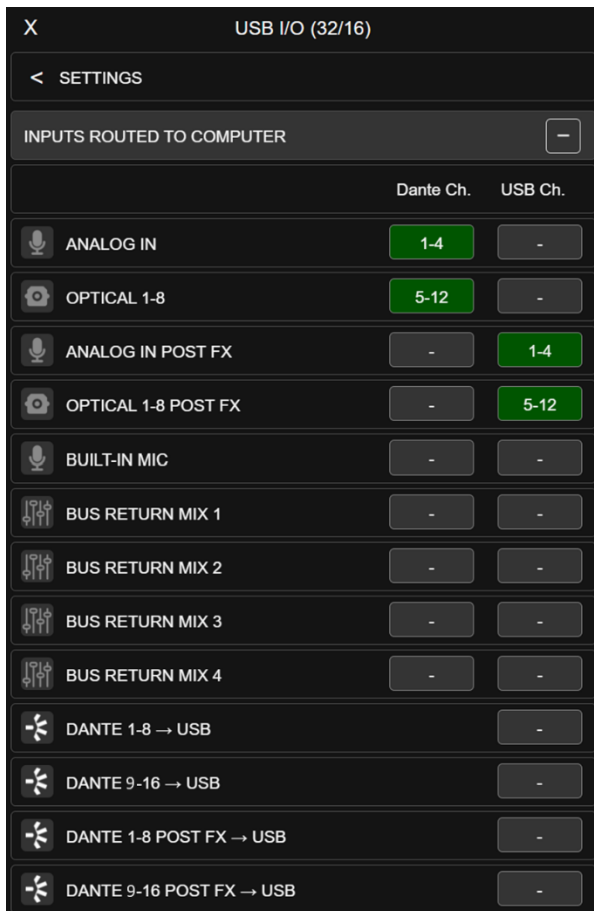 X USB I/O (32/16)
< SETTINGS
INPUTS ROUTED TO COMPUTER −
Dante Ch. USB Ch.
ANALOG IN 1-4 -
OPTICAL 1-8 5-12 -
ANALOG IN POST FX - 1-4
OPTICAL 1-8 POST FX - 5-12
BUILT-IN MIC - -
BUS RETURN MIX 1 - -
BUS RETURN MIX 2 - -
BUS RETURN MIX 3 - -
BUS RETURN MIX 4 - -
DANTE 1-8 → USB -
DANTE 9-16 → USB -
DANTE 1-8 POST FX → USB -
DANTE 9-16 POST FX → USB -